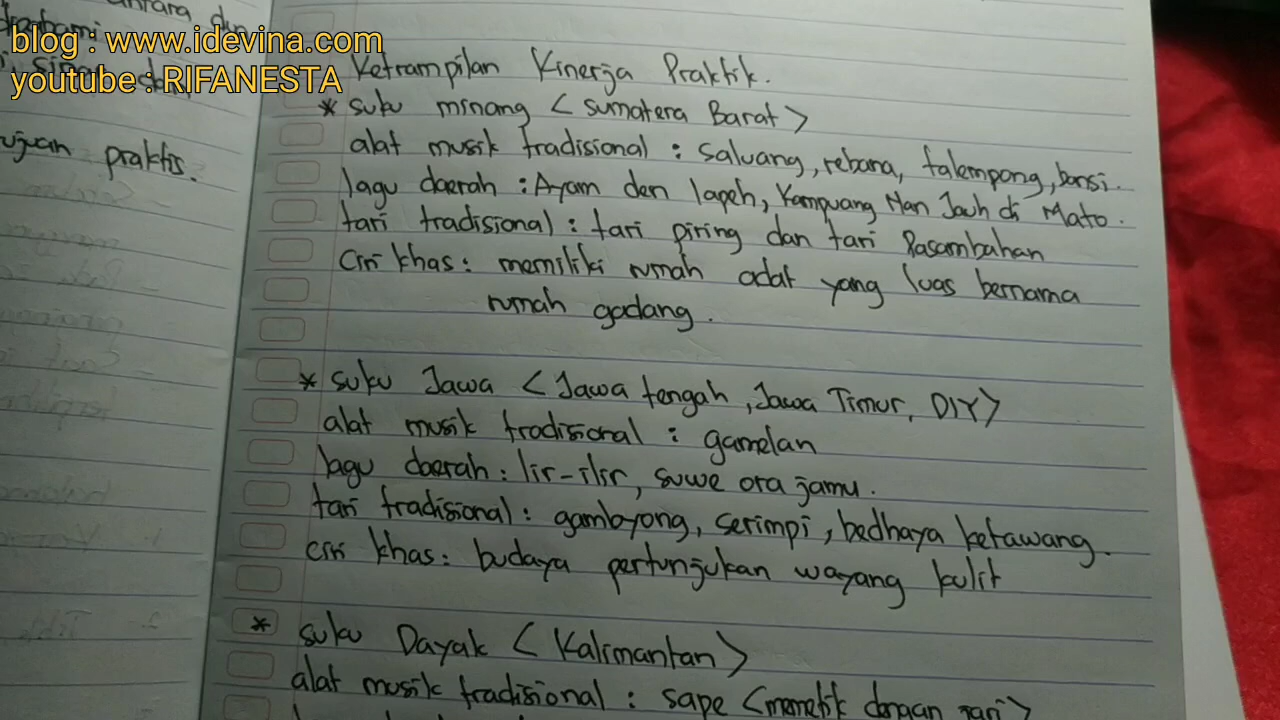 blog : www.idevina.com
youtube : RIFANESTA
antara dan
praktis.
Ketrampilan Kinerja Praktik.
* suku minang < Sumatera Barat >
alat musik tradisional : saluang, rebana, talempong, bansi.
lagu daerah : Ayam den lapeh, Kampuang Nan Jauh di Mato.
tari tradisional : tari piring dan tari Pasambahan
Ciri khas : memiliki rumah adat yang luas bernama
rumah gadang.
* suku Jawa < Jawa tengah, Jawa Timur, DIY>
alat musik tradisional : gamelan
lagu daerah : lir-ilir, suwe ora jamu.
tari tradisional : gambyong, serimpi, bedhaya ketawang.
ciri khas : budaya pertunjukan wayang kulit
* suku Dayak < Kalimantan >
alat musik tradisional : sape <memetik dengan jari>